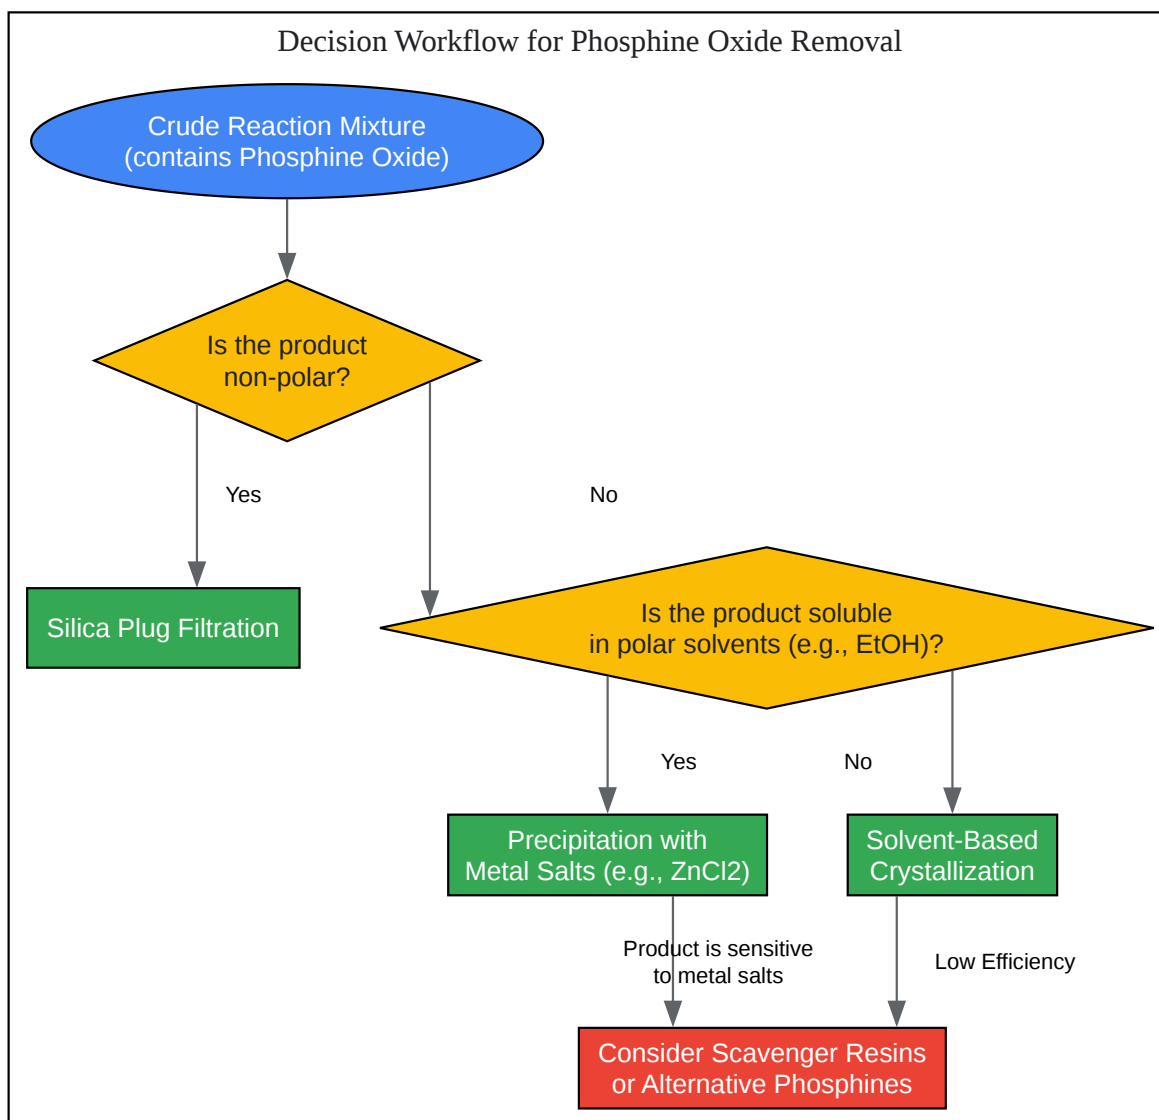 Decision Workflow for Phosphine Oxide Removal
Crude Reaction Mixture
(contains Phosphine Oxide)
Is the product
non-polar?
Yes
No
Silica Plug Filtration
Is the product soluble
in polar solvents (e.g., EtOH)?
Yes
No
Precipitation with
Metal Salts (e.g., ZnCl2)
Solvent-Based
Crystallization
Product is sensitive
to metal salts
Low Efficiency
Consider Scavenger Resins
or Alternative Phosphines